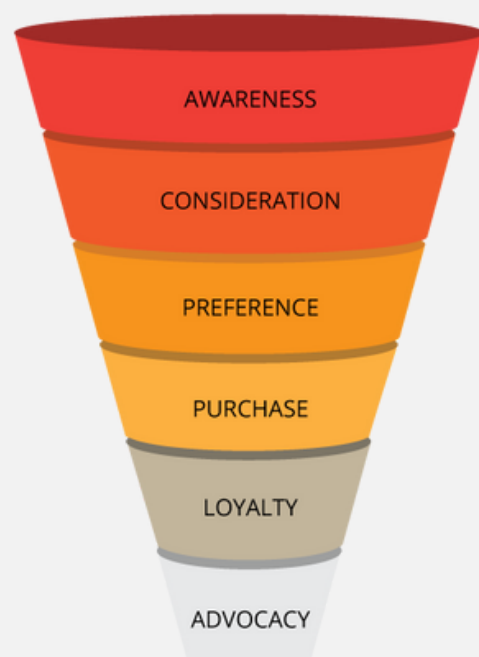 AWARENESS
CONSIDERATION
PREFERENCE
PURCHASE
LOYALTY
ADVOCACY